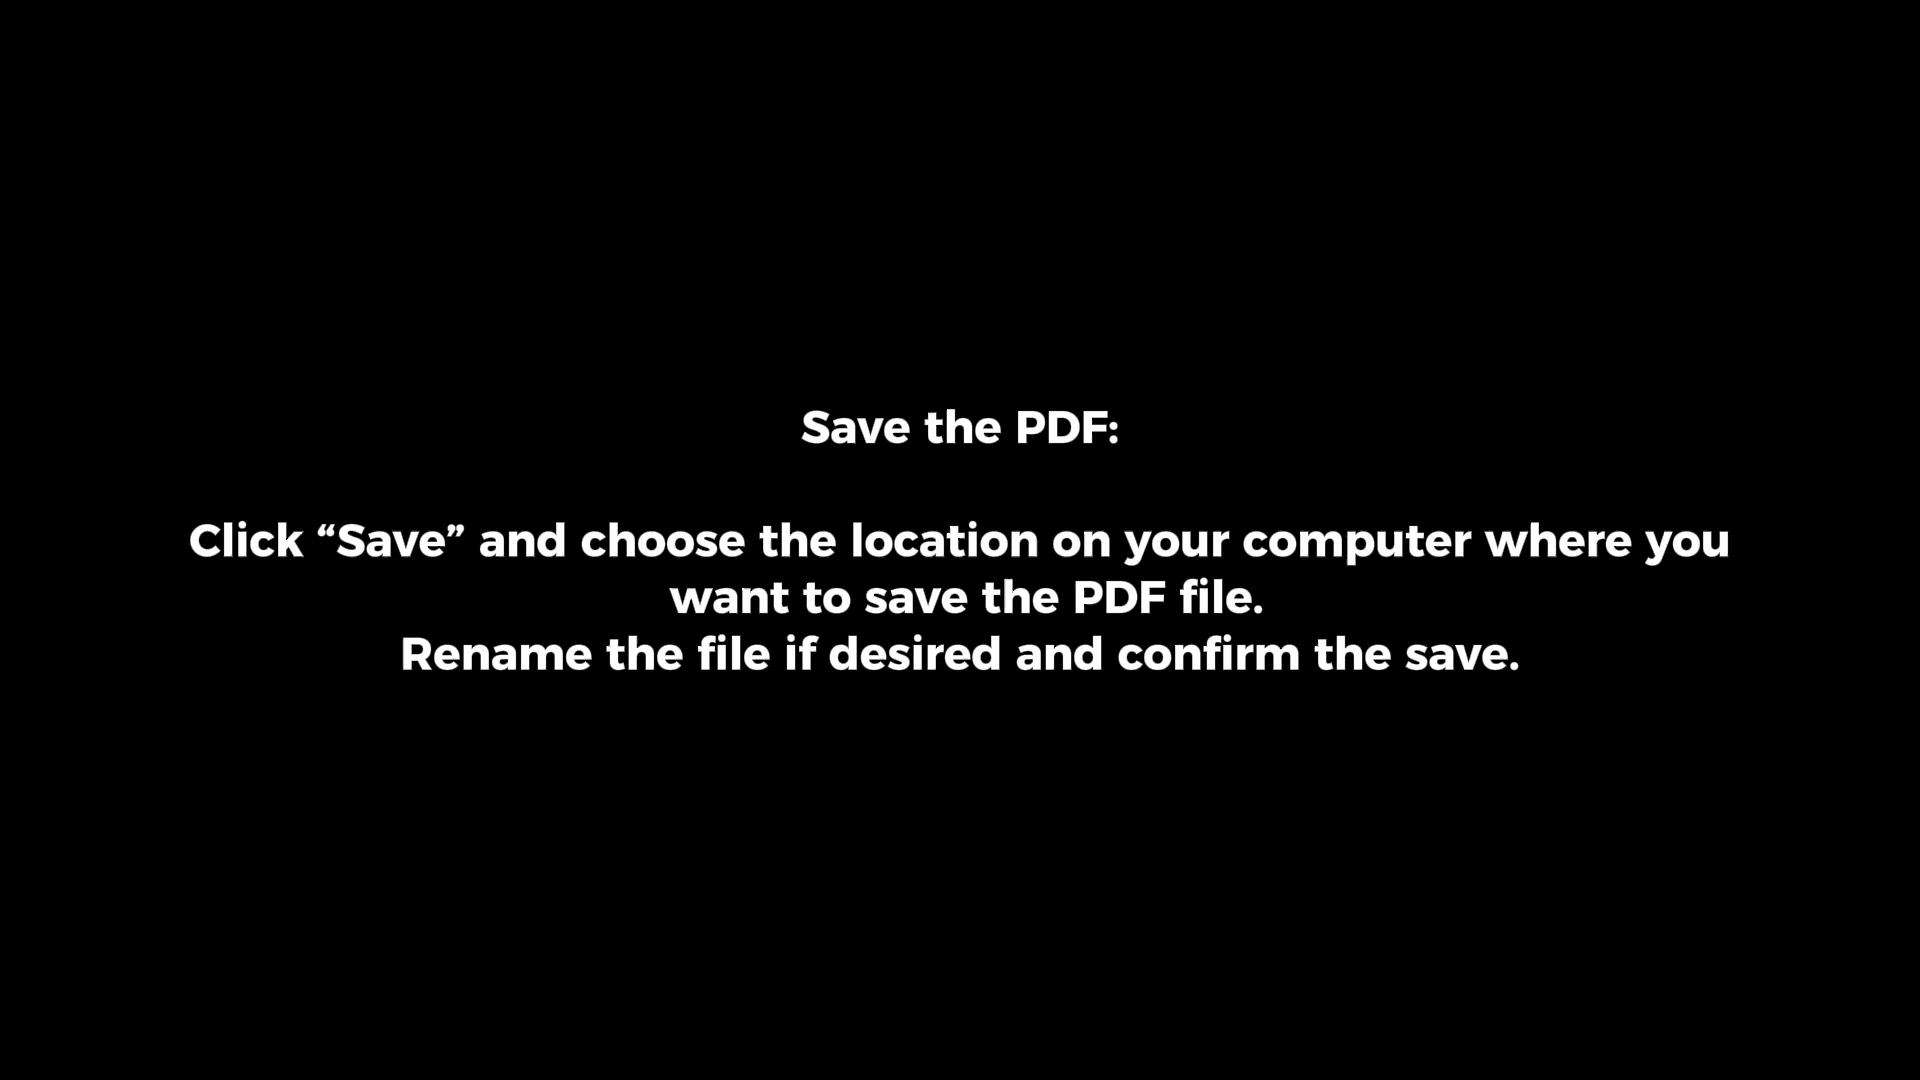 Save the PDF:
Click “Save” and choose the location on your computer where you
want to save the PDF file.
Rename the file if desired and confirm the save.